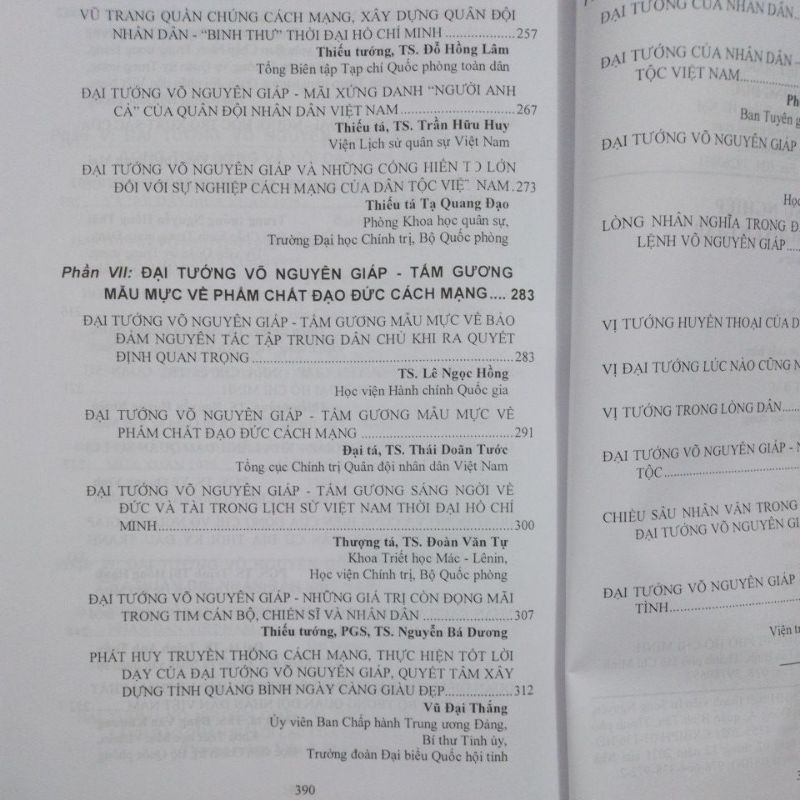 VŨ TRANG QUẦN CHÚNG CÁCH MẠNG, XÂY DỰNG QUÂN ĐỘI
NHÂN DÂN - “BINH THƯ” THỜI ĐẠI HỒ CHÍ MINH ................ 257
Thiếu tướng, TS. Đỗ Hồng Lâm
Tổng Biên tập Tạp chí Quốc phòng toàn dân
ĐẠI TƯỚNG VÕ NGUYÊN GIÁP - MÃI XỨNG DANH “NGƯỜI ANH
CẢ” CỦA QUÂN ĐỘI NHÂN DÂN VIỆT NAM ........................ 267
Thiếu tá, TS. Trần Hữu Huy
Viện Lịch sử quân sự Việt Nam
ĐẠI TƯỚNG VÕ NGUYÊN GIÁP VÀ NHỮNG CỐNG HIẾN TO LỚN
ĐỐI VỚI SỰ NGHIỆP CÁCH MẠNG CỦA DÂN TỘC VIỆT NAM. 273
Thiếu tá Tạ Quang Đạo
Phòng Khoa học quân sự,
Trường Đại học Chính trị, Bộ Quốc phòng
Phần VII: ĐẠI TƯỚNG VÕ NGUYÊN GIÁP - TẤM GƯƠNG
MẪU MỰC VỀ PHẨM CHẤT ĐẠO ĐỨC CÁCH MẠNG.... 283
ĐẠI TƯỚNG VÕ NGUYÊN GIÁP - TẤM GƯƠNG MẪU MỰC VỀ BẢO
ĐẢM NGUYÊN TẮC TẬP TRUNG DÂN CHỦ KHI RA QUYẾT
ĐỊNH QUAN TRỌNG ................................................ 283
TS. Lê Ngọc Hồng
Học viện Hành chính Quốc gia
ĐẠI TƯỚNG VÕ NGUYÊN GIÁP - TẤM GƯƠNG MẪU MỰC VỀ
PHẨM CHẤT ĐẠO ĐỨC CÁCH MẠNG ............................ 291
Đại tá, TS. Thái Doãn Tước
Tổng cục Chính trị Quân đội nhân dân Việt Nam
ĐẠI TƯỚNG VÕ NGUYÊN GIÁP - TẤM GƯƠNG SÁNG NGỜI VỀ
ĐỨC VÀ TÀI TRONG LỊCH SỬ VIỆT NAM THỜI ĐẠI HỒ CHÍ
MINH ................................................................ 300
Thượng tá, TS. Đoàn Văn Tự
Khoa Triết học Mác - Lênin,
Học viện Chính trị, Bộ Quốc phòng
ĐẠI TƯỚNG VÕ NGUYÊN GIÁP - NHỮNG GIÁ TRỊ CÒN ĐỌNG MÃI
TRONG TIM CÁN BỘ, CHIẾN SĨ VÀ NHÂN DÂN .................. 307
Thiếu tướng, PGS, TS. Nguyễn Bá Dương
PHÁT HUY TRUYỀN THỐNG CÁCH MẠNG, THỰC HIỆN TỐT LỜI
DẠY CỦA ĐẠI TƯỚNG VÕ NGUYÊN GIÁP, QUYẾT TÂM XÂY
DỰNG TỈNH QUẢNG BÌNH NGÀY CÀNG GIÀU ĐẸP............. 312
Vũ Đại Thắng
Ủy viên Ban Chấp hành Trung ương Đảng,
Bí thư Tỉnh ủy,
Trưởng đoàn Đại biểu Quốc hội tỉnh
390
ĐẠI TƯỚNG CỦA NHÂN DÂN
ĐẠI TƯỚNG CỦA NHÂN DÂN -
TỘC VIỆT NAM
Ban Tuyên
ĐẠI TƯỚNG VÕ NGUYÊN GIÁP
LÒNG NHÂN NGHĨA TRONG
LỆNH VÕ NGUYÊN GIÁP
VỊ TƯỚNG HUYỀN THOẠI CỦA
VỊ ĐẠI TƯỚNG LÚC NÀO CŨNG
VỊ TƯỚNG TRONG LÒNG DÂN
ĐẠI TƯỚNG VÕ NGUYÊN GIÁP -
TỘC
CHIỀU SÂU NHÂN VĂN TRONG
ĐẠI TƯỚNG VÕ NGUYÊN
ĐẠI TƯỚNG VÕ NGUYÊN GIÁP
TÌNH
Viện